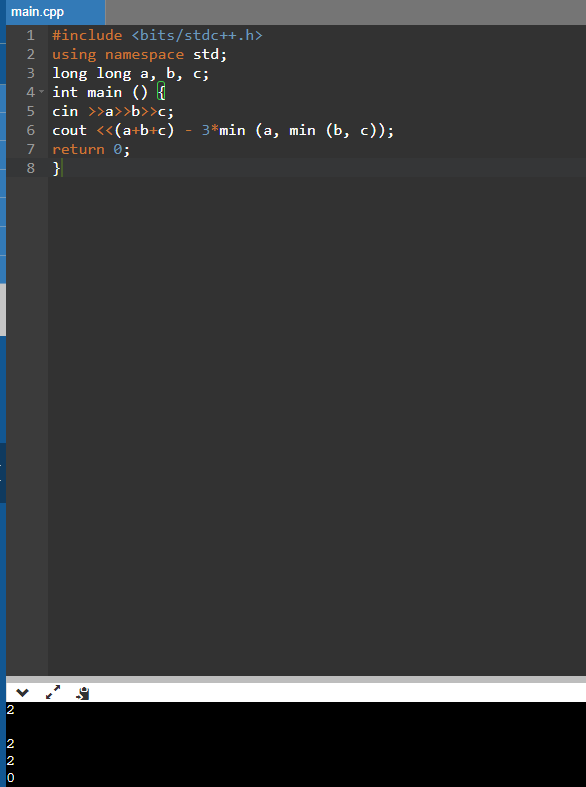 main.cpp
1 #include <bits/stdc++.h>
2 using namespace std;
3 long long a, b, c;
4 int main () {
5 cin >>a>>b>>c;
6 cout <<(a+b+c) - 3*min (a, min (b, c));
7 return 0;
8 }
2
2
2
0